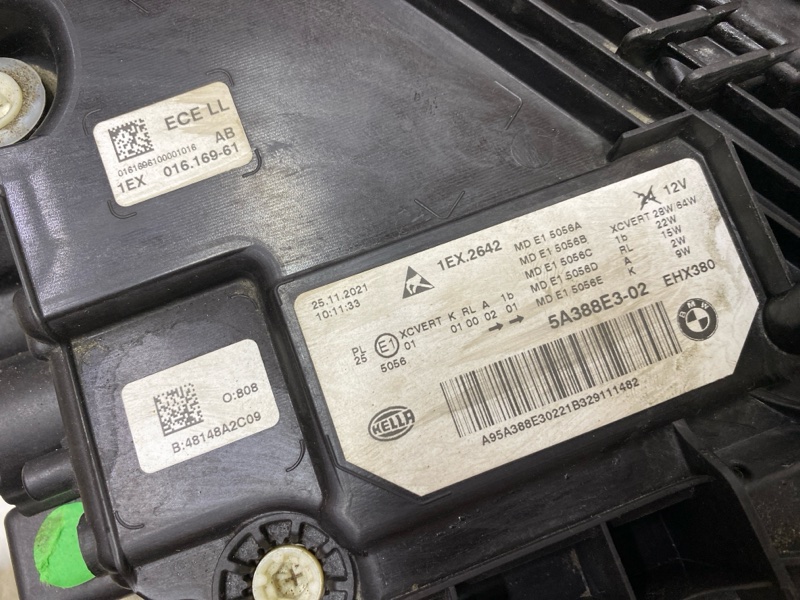 ECE LL
0161696100001016
AB
1EX 016.169-61
25.11.2021
10:11:33
1EX.2642
MD E1 5056A
MD E1 5056B
MD E1 5056C
MD E1 5056D
MD E1 5056E
XCVERT 28W/64W
1b 22W
RL 15W
A 2W
K 9W
12V
PL
25
E1
5056
XCVERT K RL A 1b
01 01 00 02 01
5A388E3-02
EHX380
BMW
HELLA
A95A388E30221B329111482
O:808
B:48148A2C09